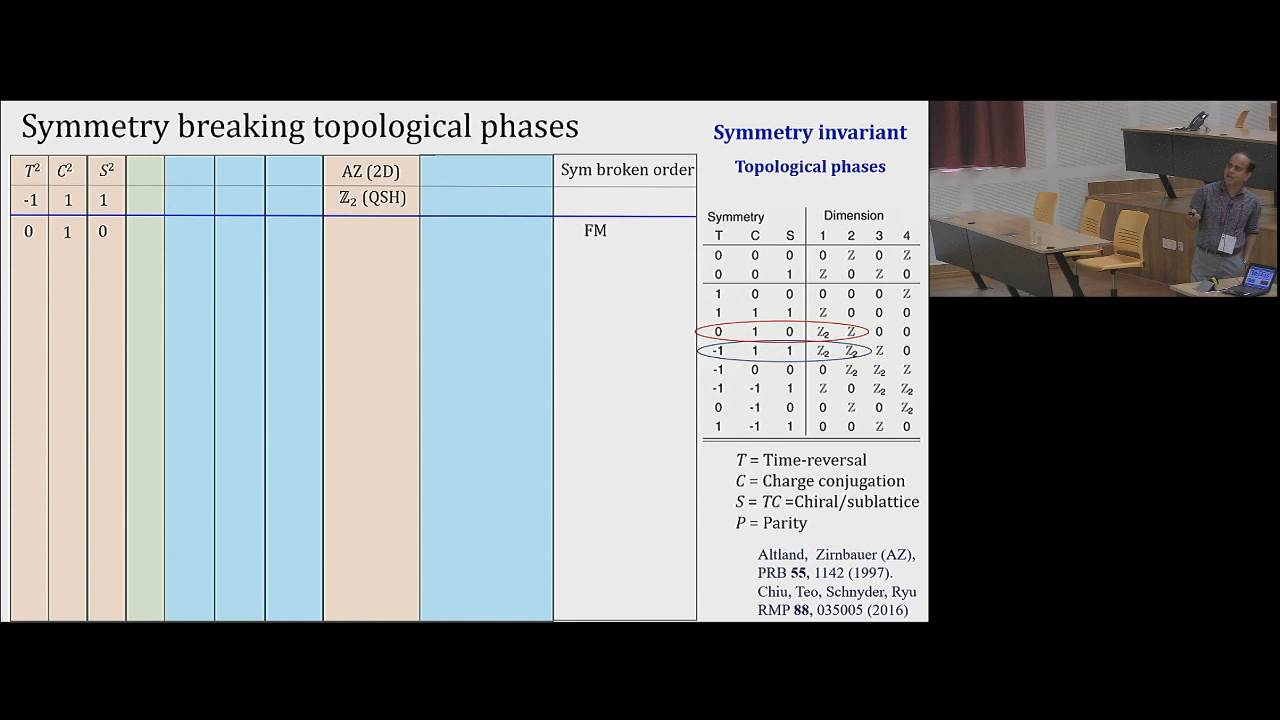 Symmetry breaking topological phases
T² C² S² AZ (2D) Sym broken order
-1 1 1 ℤ₂ (QSH)
0 1 0 FM
Symmetry invariant
Topological phases
Symmetry Dimension
T C S 1 2 3 4
0 0 0 0 ℤ 0 ℤ
0 0 1 ℤ 0 ℤ 0
1 0 0 0 0 0 ℤ
1 1 1 ℤ 0 0 0
0 1 0 ℤ₂ ℤ 0 0
-1 1 1 ℤ₂ ℤ₂ ℤ 0
-1 0 0 0 ℤ₂ ℤ₂ ℤ
-1 -1 1 ℤ 0 ℤ₂ ℤ₂
0 -1 0 0 ℤ 0 ℤ₂
1 -1 1 0 0 ℤ 0
T = Time-reversal
C = Charge conjugation
S = TC =Chiral/sublattice
P = Parity
Altland, Zirnbauer (AZ),
PRB 55, 1142 (1997).
Chiu, Teo, Schnyder, Ryu
RMP 88, 035005 (2016)